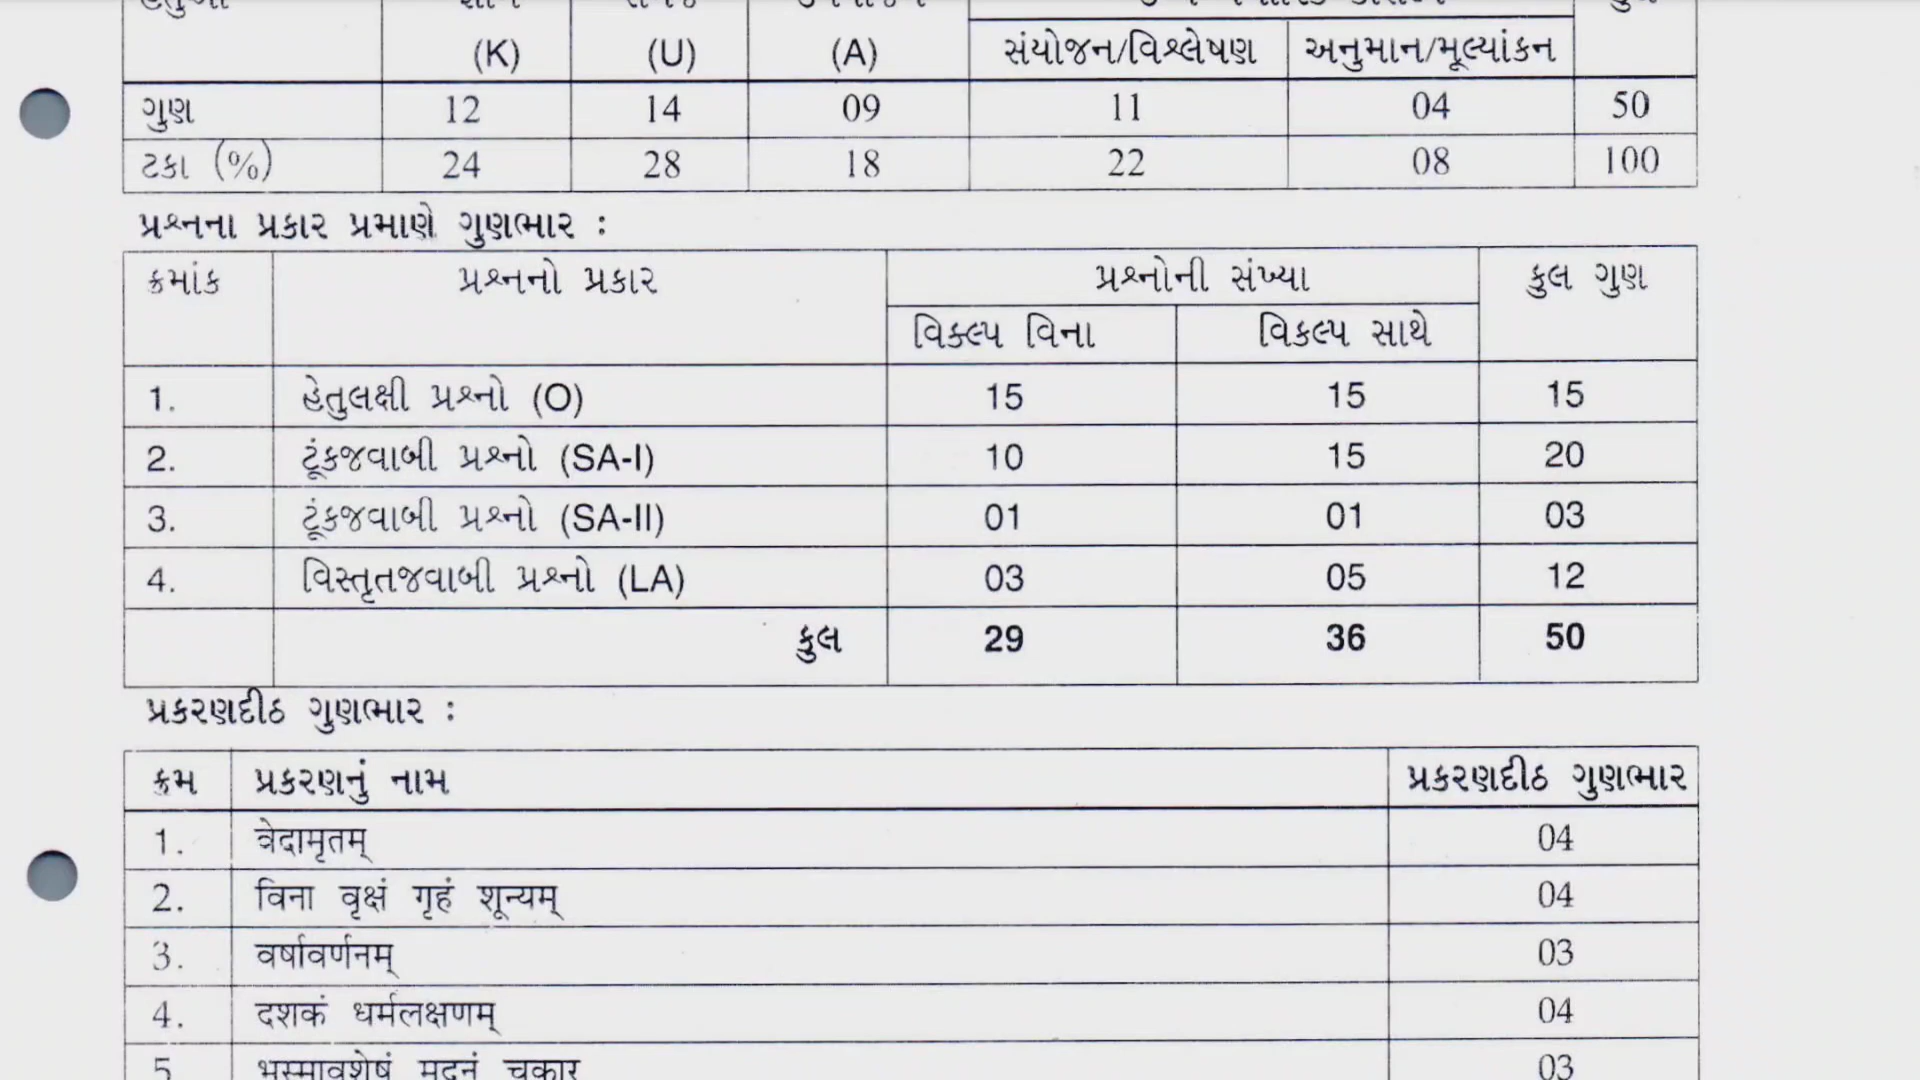 (K) (U) (A) સંયોજન/વિશ્લેષણ અનુમાન/મૂલ્યાંકન
ગુણ 12 14 09 11 04 50
ટકા (%) 24 28 18 22 08 100
પ્રશ્નના પ્રકાર પ્રમાણે ગુણભાર :
ક્રમાંક પ્રશ્નનો પ્રકાર પ્રશ્નોની સંખ્યા કુલ ગુણ
વિકલ્પ વિના વિકલ્પ સાથે
1. હેતુલક્ષી પ્રશ્નો (O) 15 15 15
2. ટૂંકજવાબી પ્રશ્નો (SA-I) 10 15 20
3. ટૂંકજવાબી પ્રશ્નો (SA-II) 01 01 03
4. વિસ્તૃતજવાબી પ્રશ્નો (LA) 03 05 12
કુલ 29 36 50
પ્રકરણદીઠ ગુણભાર :
ક્રમ પ્રકરણનું નામ પ્રકરણદીઠ ગુણભાર
1. वेदामृतम् 04
2. विना वृक्षं गृहं शून्यम् 04
3. वर्षावर्णनम् 03
4. दशकं धर्मलक्षणम् 04
5 भस्मावशेषं मदनं चकार 03